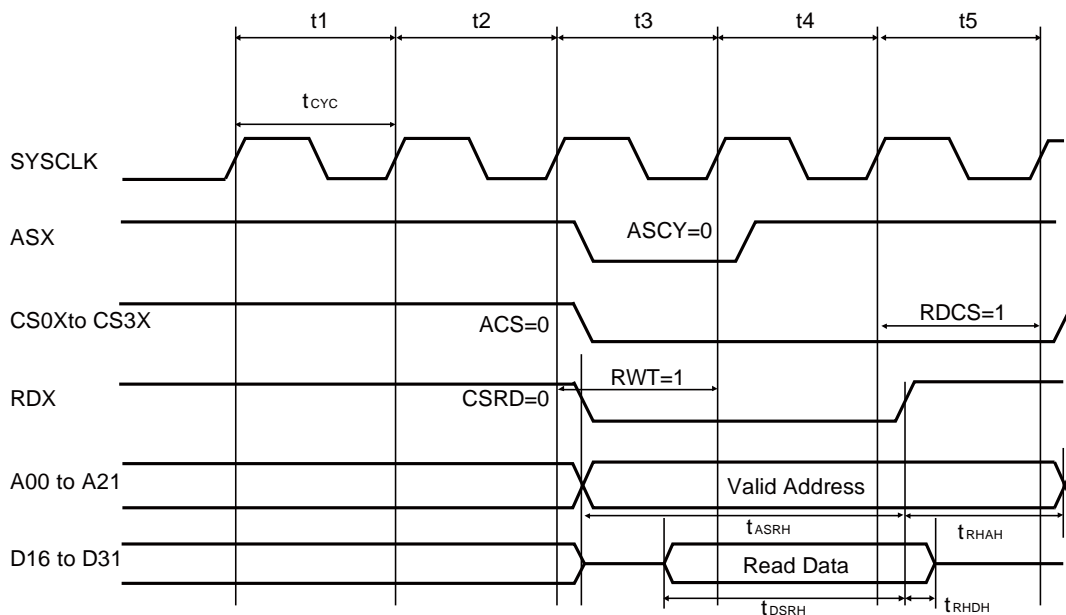 t1 t2 t3 t4 t5
tCYC
SYSCLK
ASX ASCY=0
CS0Xto CS3X ACS=0 RDCS=1
RDX CSRD=0 RWT=1
A00 to A21 Valid Address
tASRH tRHAH
D16 to D31 Read Data
tDSRH tRHDH